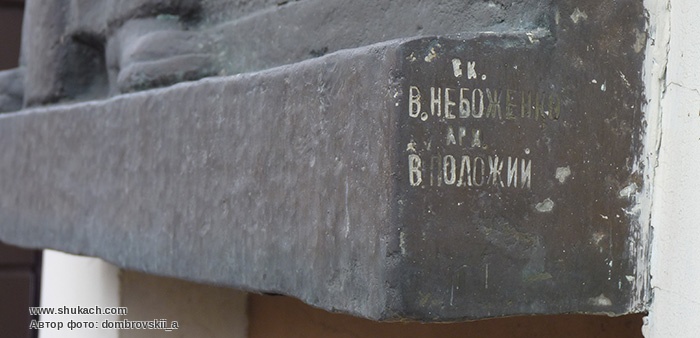 ск.
В. НЕБОЖЕНКО
арх.
В. ПОЛОЖИЙ
www.shukach.com
Автор фото: dombrovskii_a